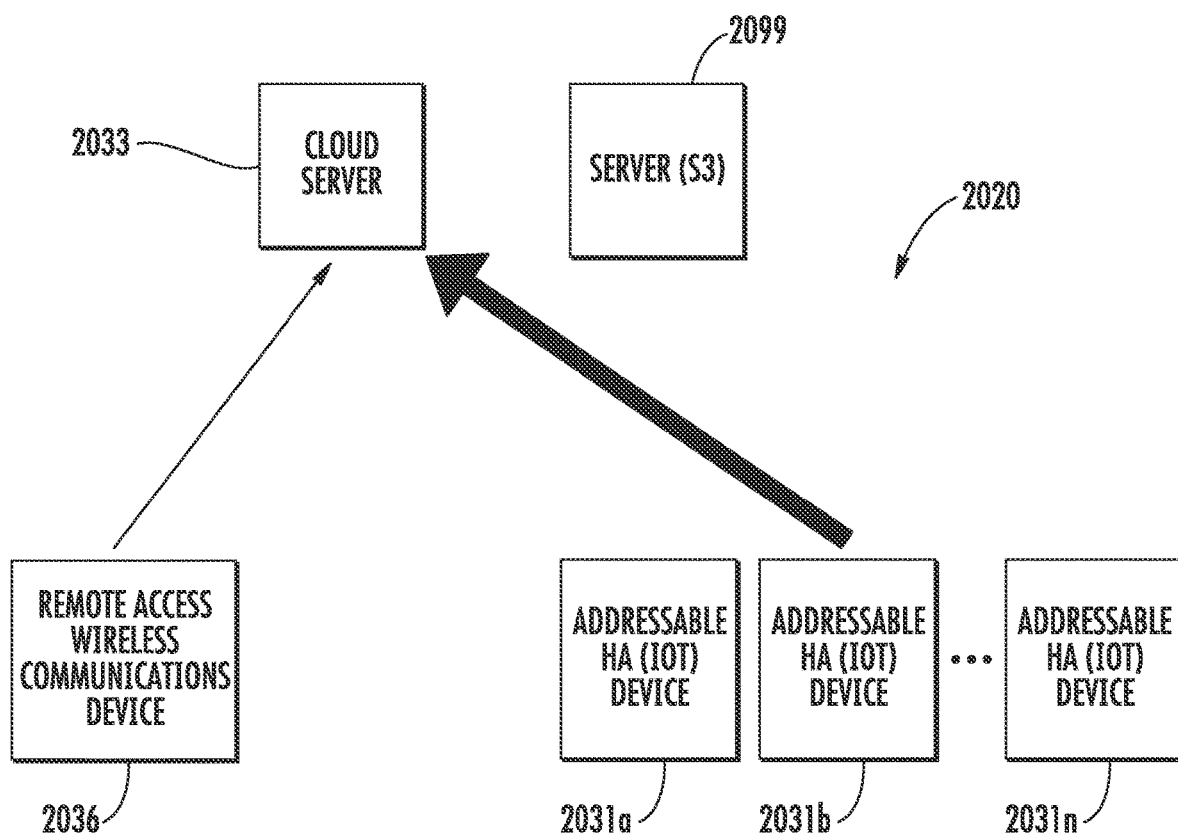 2099
2033
CLOUD
SERVER
SERVER (S3)
2020
REMOTE ACCESS
WIRELESS
COMMUNICATIONS
DEVICE
ADDRESSABLE
HA (IOT)
DEVICE
ADDRESSABLE
HA (IOT)
DEVICE
•••
ADDRESSABLE
HA (IOT)
DEVICE
2036
2031a
2031b
2031n